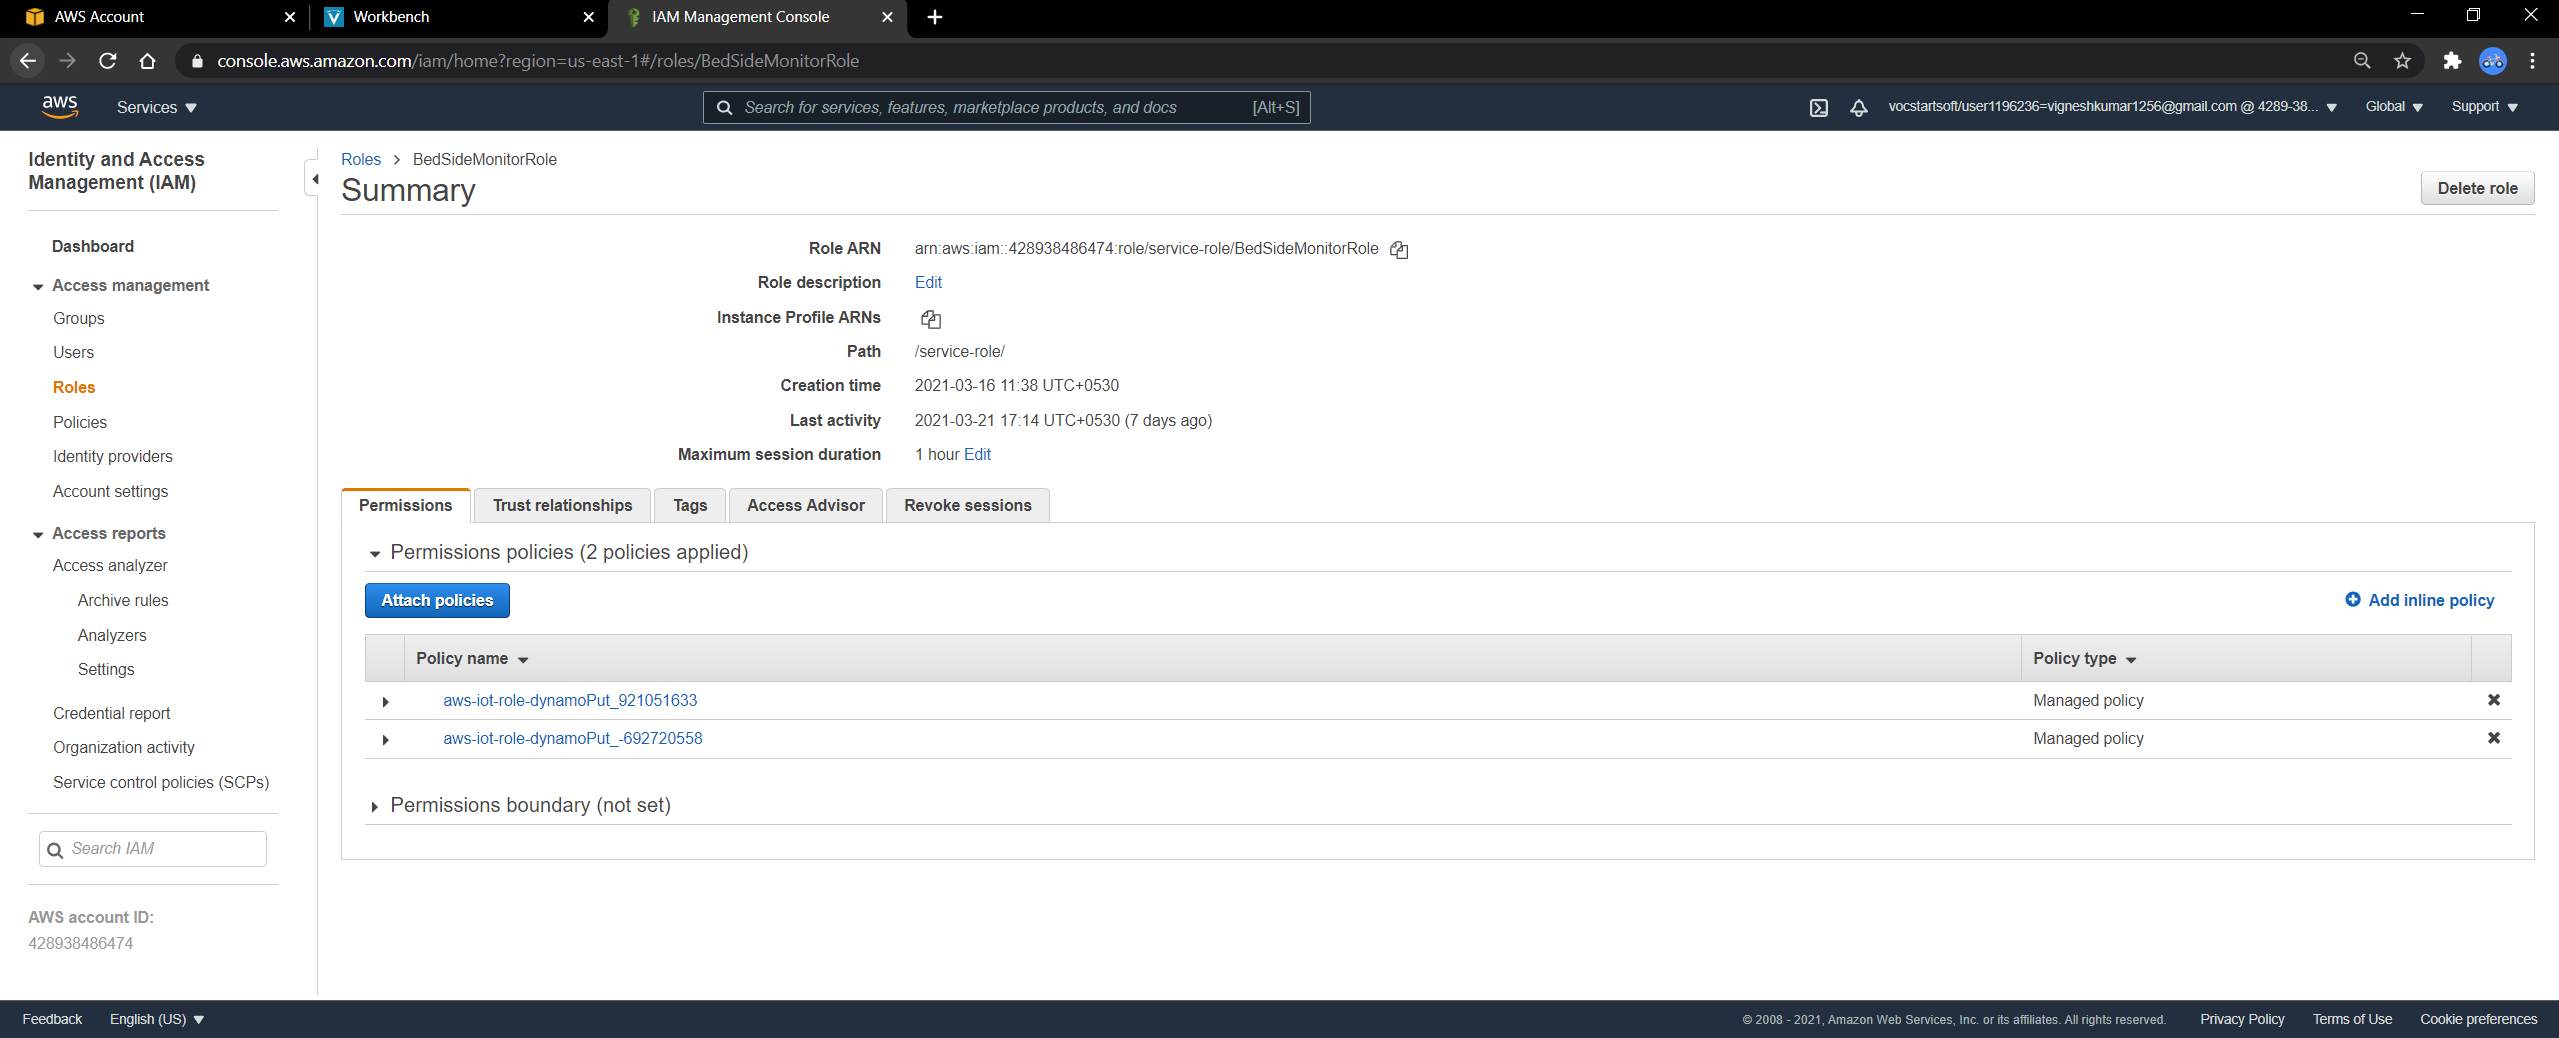 AWS Account
Workbench
IAM Management Console
console.aws.amazon.com/iam/home?region=us-east-1#/roles/BedSideMonitorRole
aws
Services
Search for services, features, marketplace products, and docs [Alt+S]
vocstartsoft/user1196236=vigneshkumar1256@gmail.com @ 4289-38...
Global
Support
Identity and Access
Management (IAM)
Dashboard
Access management
Groups
Users
Roles
Policies
Identity providers
Account settings
Access reports
Access analyzer
Archive rules
Analyzers
Settings
Credential report
Organization activity
Service control policies (SCPs)
Search IAM
AWS account ID:
428938486474
Roles > BedSideMonitorRole
Summary
Delete role
Role ARN arn:aws:iam::428938486474:role/service-role/BedSideMonitorRole
Role description Edit
Instance Profile ARNs
Path /service-role/
Creation time 2021-03-16 11:38 UTC+0530
Last activity 2021-03-21 17:14 UTC+0530 (7 days ago)
Maximum session duration 1 hour Edit
Permissions
Trust relationships
Tags
Access Advisor
Revoke sessions
Permissions policies (2 policies applied)
Attach policies
Add inline policy
Policy name Policy type
aws-iot-role-dynamoPut_921051633 Managed policy
aws-iot-role-dynamoPut_-692720558 Managed policy
Permissions boundary (not set)
Feedback
English (US)
© 2008 - 2021, Amazon Web Services, Inc. or its affiliates. All rights reserved.
Privacy Policy
Terms of Use
Cookie preferences